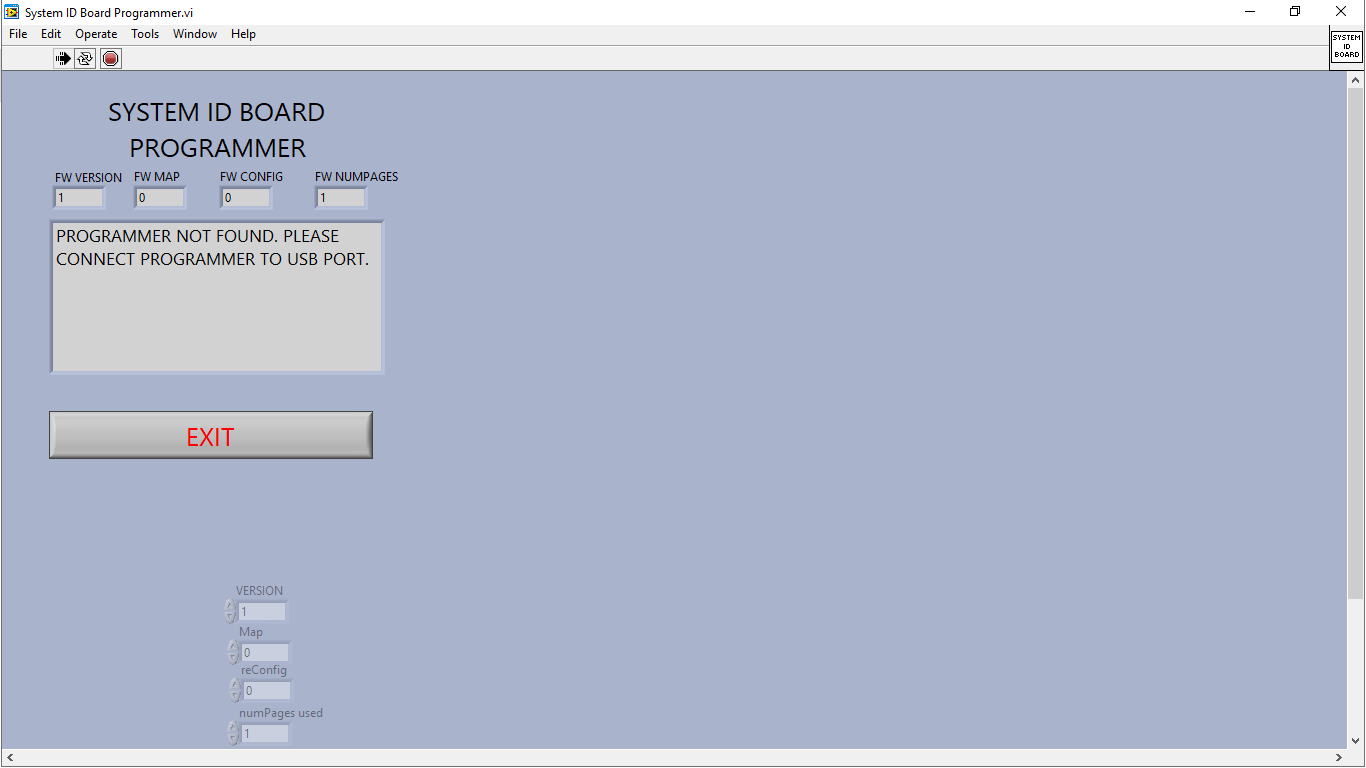 System ID Board Programmer.vi
File Edit Operate Tools Window Help
SYSTEM
ID
BOARD
SYSTEM ID BOARD
PROGRAMMER
FW VERSION FW MAP FW CONFIG FW NUMPAGES
1 0 0 1
PROGRAMMER NOT FOUND. PLEASE
CONNECT PROGRAMMER TO USB PORT.
EXIT
VERSION
1
Map
0
reConfig
0
numPages used
1